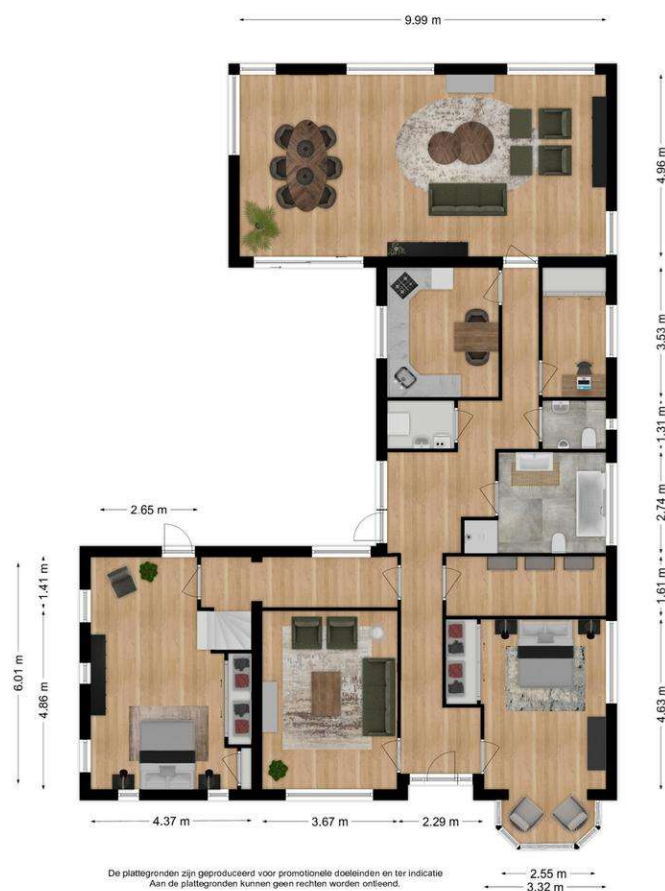 9.99 m
4.96 m
3.53 m
1.31 m
2.65 m
2.74 m
1.41 m
1.61 m
6.01 m
4.86 m
4.63 m
4.37 m
3.67 m
2.29 m
2.55 m
3.32 m
De plattegronden zijn geproduceerd voor promotionele doeleinden en ter indicatie
Aan de plattegronden kunnen geen rechten worden ontleend.